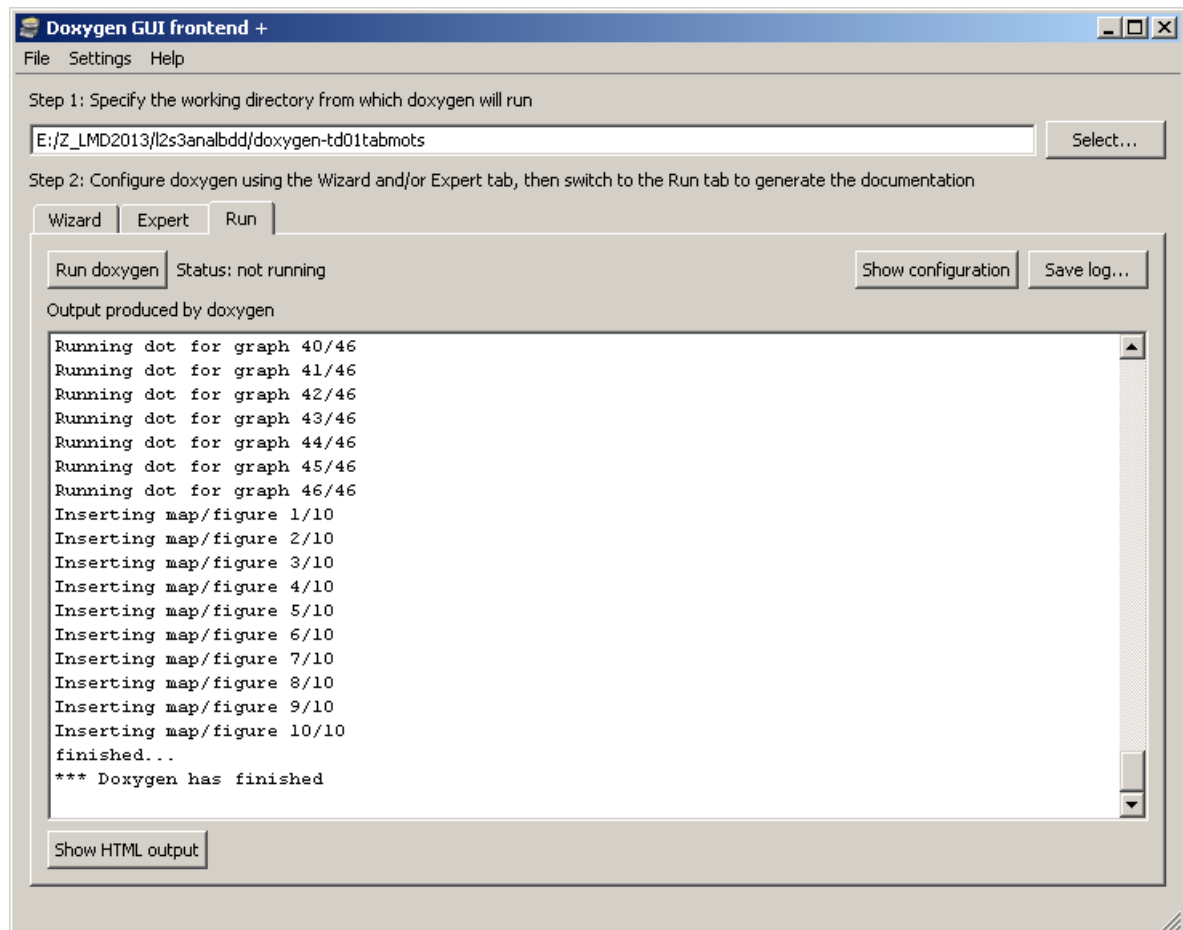 Doxygen GUI frontend +
File Settings Help
Step 1: Specify the working directory from which doxygen will run
E:/Z_LMD2013/l2s3analbdd/doxygen-td01tabmots Select...
Step 2: Configure doxygen using the Wizard and/or Expert tab, then switch to the Run tab to generate the documentation
Wizard Expert Run
Run doxygen Status: not running Show configuration Save log...
Output produced by doxygen
Running dot for graph 40/46
Running dot for graph 41/46
Running dot for graph 42/46
Running dot for graph 43/46
Running dot for graph 44/46
Running dot for graph 45/46
Running dot for graph 46/46
Inserting map/figure 1/10
Inserting map/figure 2/10
Inserting map/figure 3/10
Inserting map/figure 4/10
Inserting map/figure 5/10
Inserting map/figure 6/10
Inserting map/figure 7/10
Inserting map/figure 8/10
Inserting map/figure 9/10
Inserting map/figure 10/10
finished...
*** Doxygen has finished
Show HTML output